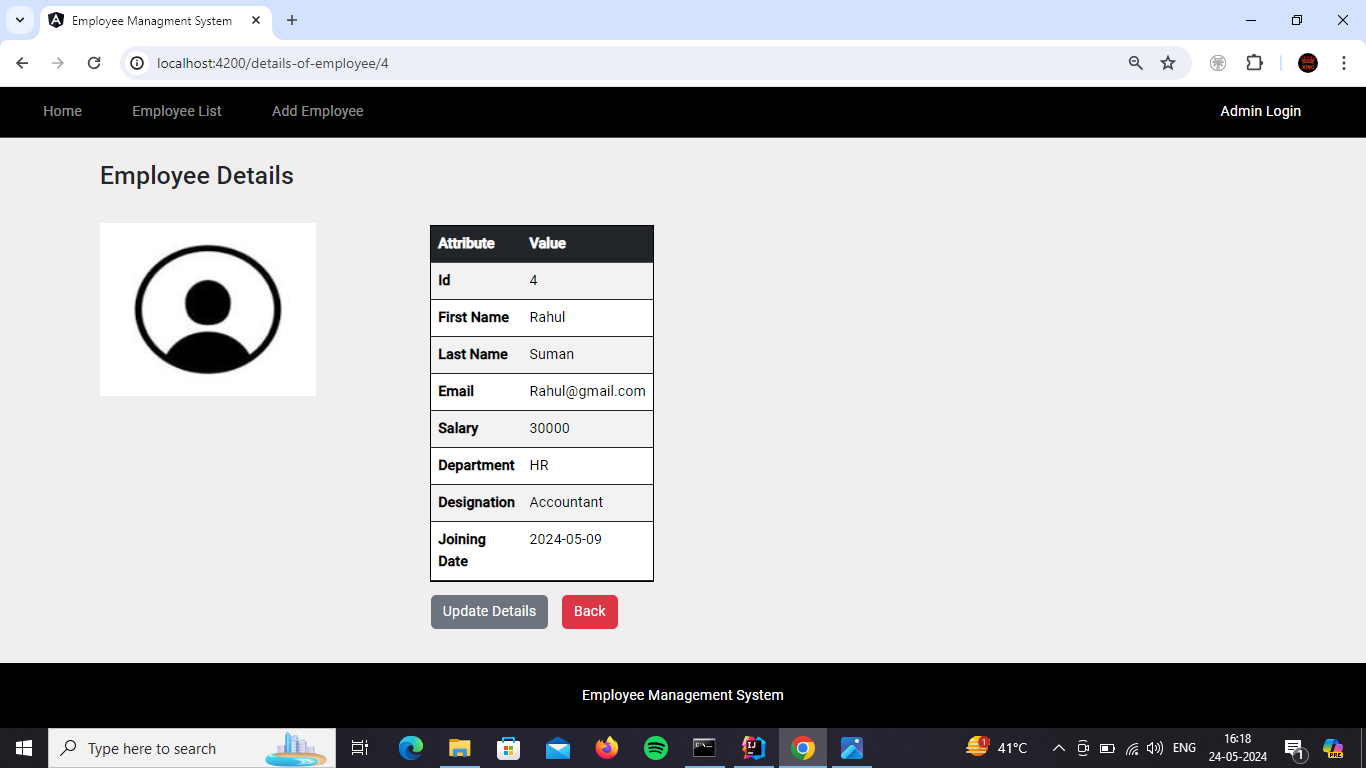 Employee Managment System
localhost:4200/details-of-employee/4
Home Employee List Add Employee Admin Login
Employee Details
Attribute Value
Id 4
First Name Rahul
Last Name Suman
Email Rahul@gmail.com
Salary 30000
Department HR
Designation Accountant
Joining 2024-05-09
Date
Update Details Back
Employee Management System
Type here to search
1
41°C
ENG
16:18
24-05-2024
1
PRE